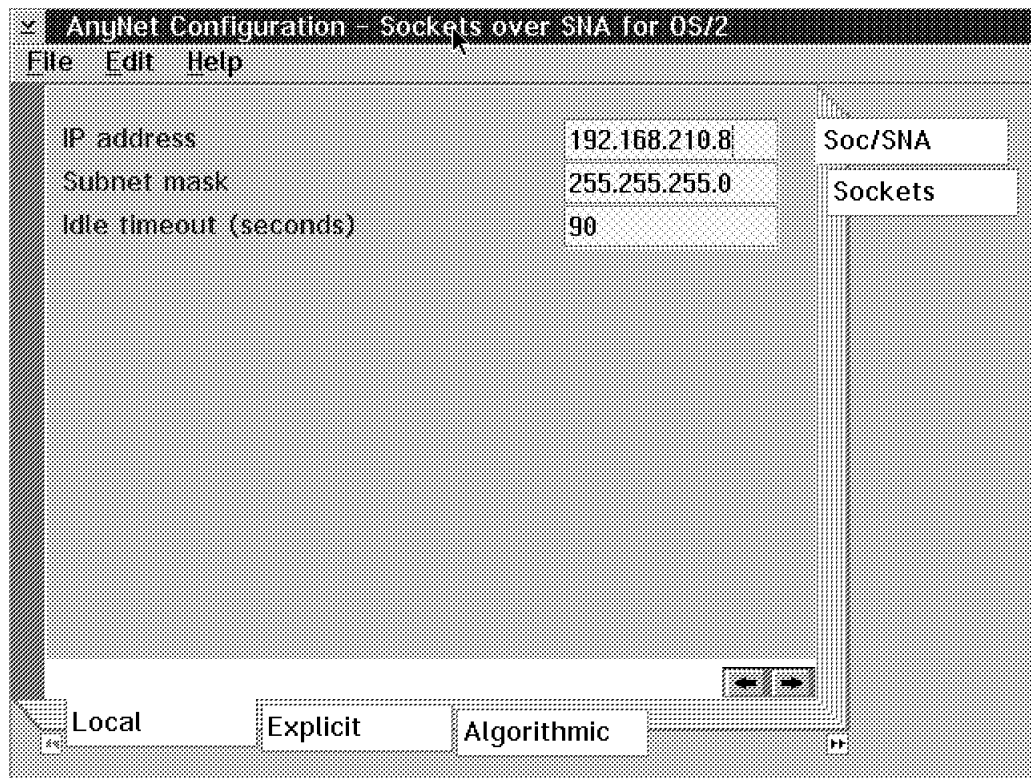 AnyNet Configuration - Sockets over SNA for OS/2
File Edit Help
IP address 192.168.210.8
Subnet mask 255.255.255.0
Idle timeout (seconds) 90
Soc/SNA
Sockets
Local Explicit Algorithmic